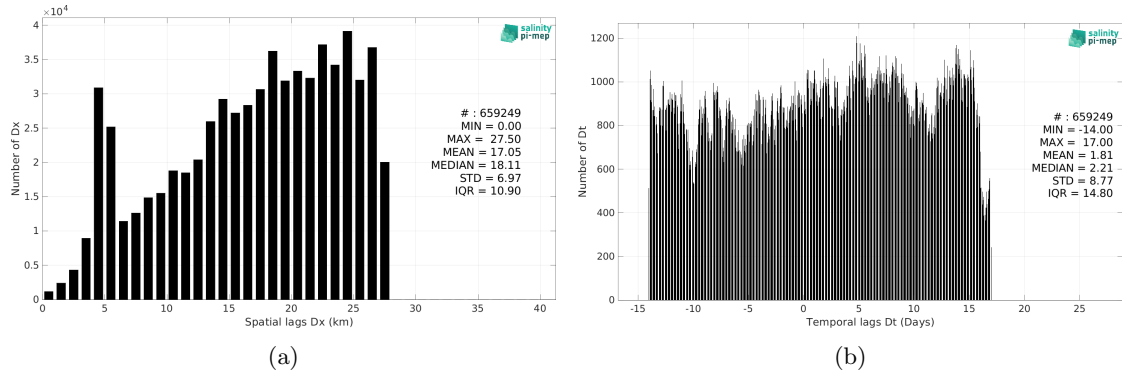 ×10⁴
4
3.5
3
2.5
2
1.5
1
0.5
0
Number of Dx
salinity
pi-mep
# : 659249
MIN = 0.00
MAX = 27.50
MEAN = 17.05
MEDIAN = 18.11
STD = 6.97
IQR = 10.90
0 5 10 15 20 25 30 35 40
Spatial lags Dx (km)
(a)
1200
1000
800
600
400
200
0
Number of Dt
salinity
pi-mep
# : 659249
MIN = -14.00
MAX = 17.00
MEAN = 1.81
MEDIAN = 2.21
STD = 8.77
IQR = 14.80
-15 -10 -5 0 5 10 15 20 25
Temporal lags Dt (Days)
(b)